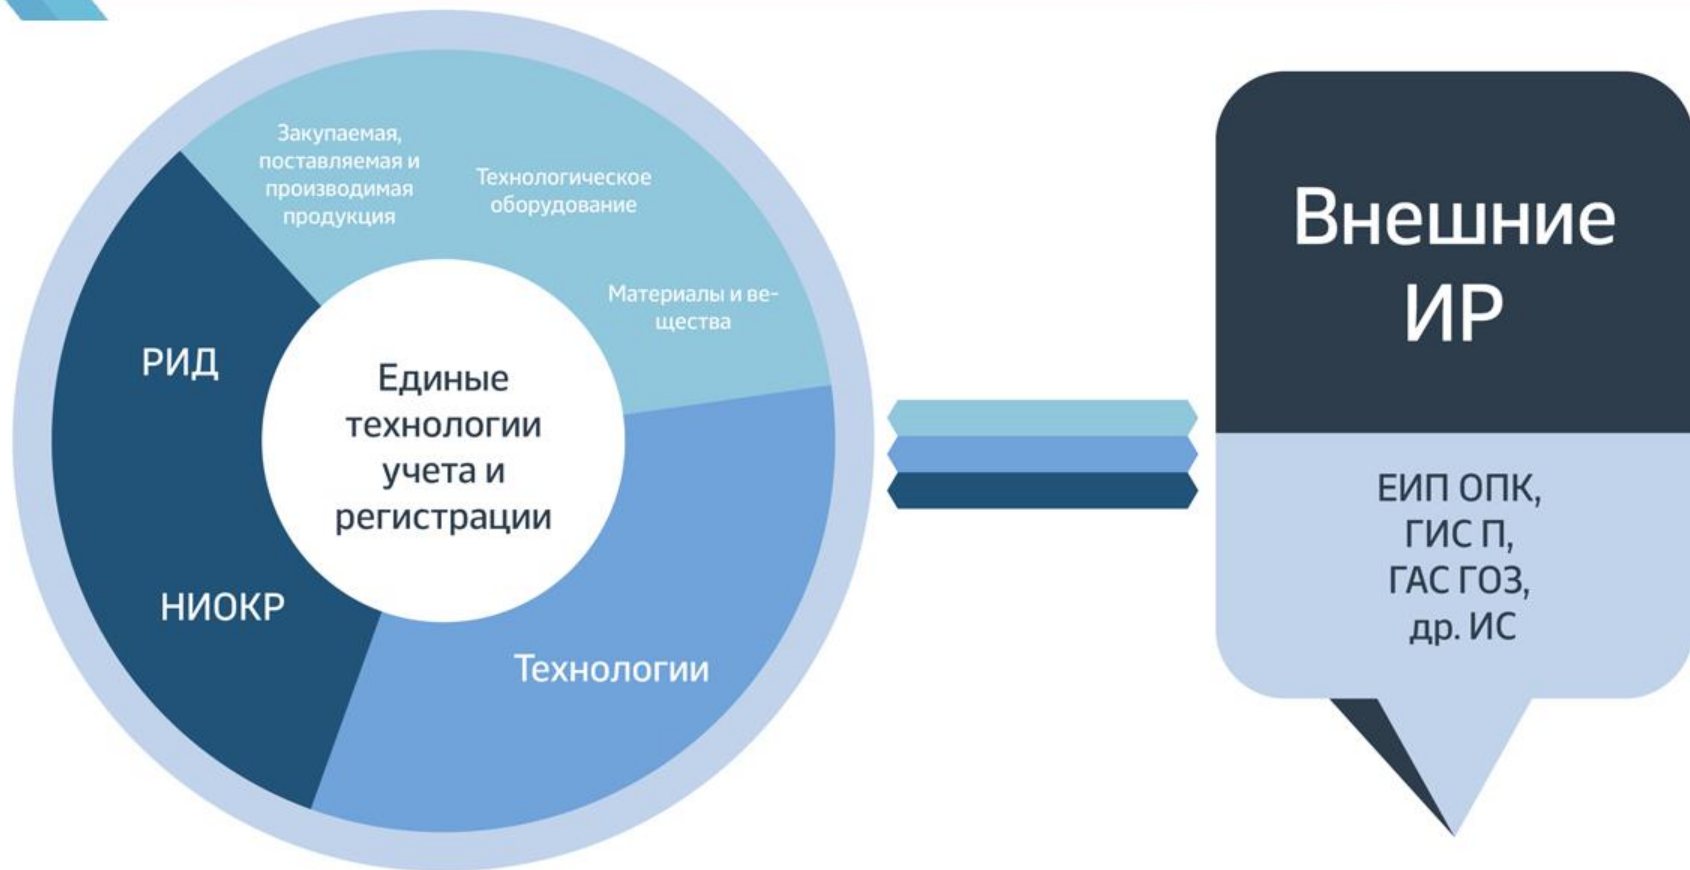 Закупаемая,
поставляемая и
производимая
продукция
Технологическое
оборудование
Материалы и ве-
щества
РИД
НИОКР
Технологии
Единые
технологии
учета и
регистрации
Внешние
ИР
ЕИП ОПК,
ГИС П,
ГАС ГОЗ,
др. ИС